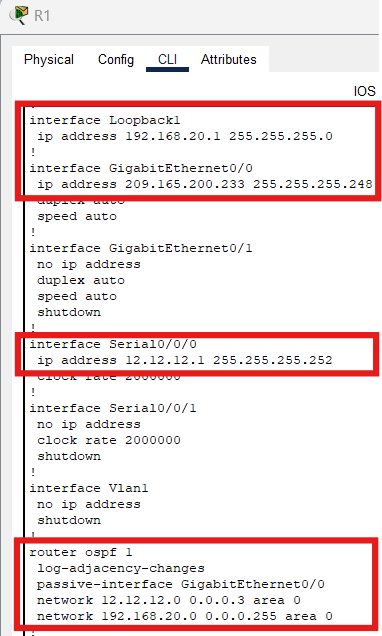 R1
Physical Config CLI Attributes
IOS
!
interface Loopback1
ip address 192.168.20.1 255.255.255.0
!
interface GigabitEthernet0/0
ip address 209.165.200.233 255.255.255.248
duplex auto
speed auto
!
interface GigabitEthernet0/1
no ip address
duplex auto
speed auto
shutdown
!
interface Serial0/0/0
ip address 12.12.12.1 255.255.255.252
clock rate 2000000
!
interface Serial0/0/1
no ip address
clock rate 2000000
shutdown
!
interface Vlan1
no ip address
shutdown
!
router ospf 1
log-adjacency-changes
passive-interface GigabitEthernet0/0
network 12.12.12.0 0.0.0.3 area 0
network 192.168.20.0 0.0.0.255 area 0